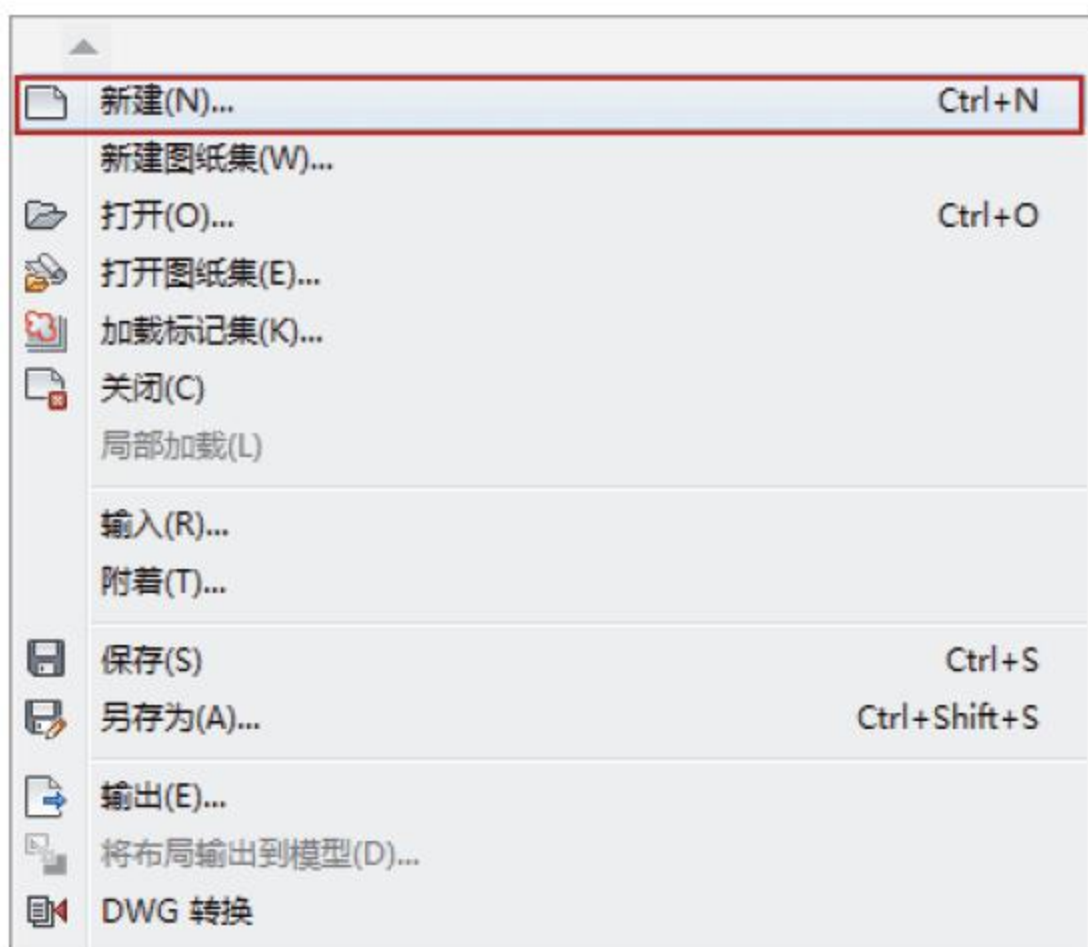 新建(N)... Ctrl+N
新建图纸集(W)...
打开(O)... Ctrl+O
打开图纸集(E)...
加载标记集(K)...
关闭(C)
局部加载(L)
输入(R)...
附着(T)...
保存(S) Ctrl+S
另存为(A)... Ctrl+Shift+S
输出(E)...
将布局输出到模型(D)...
DWG 转换